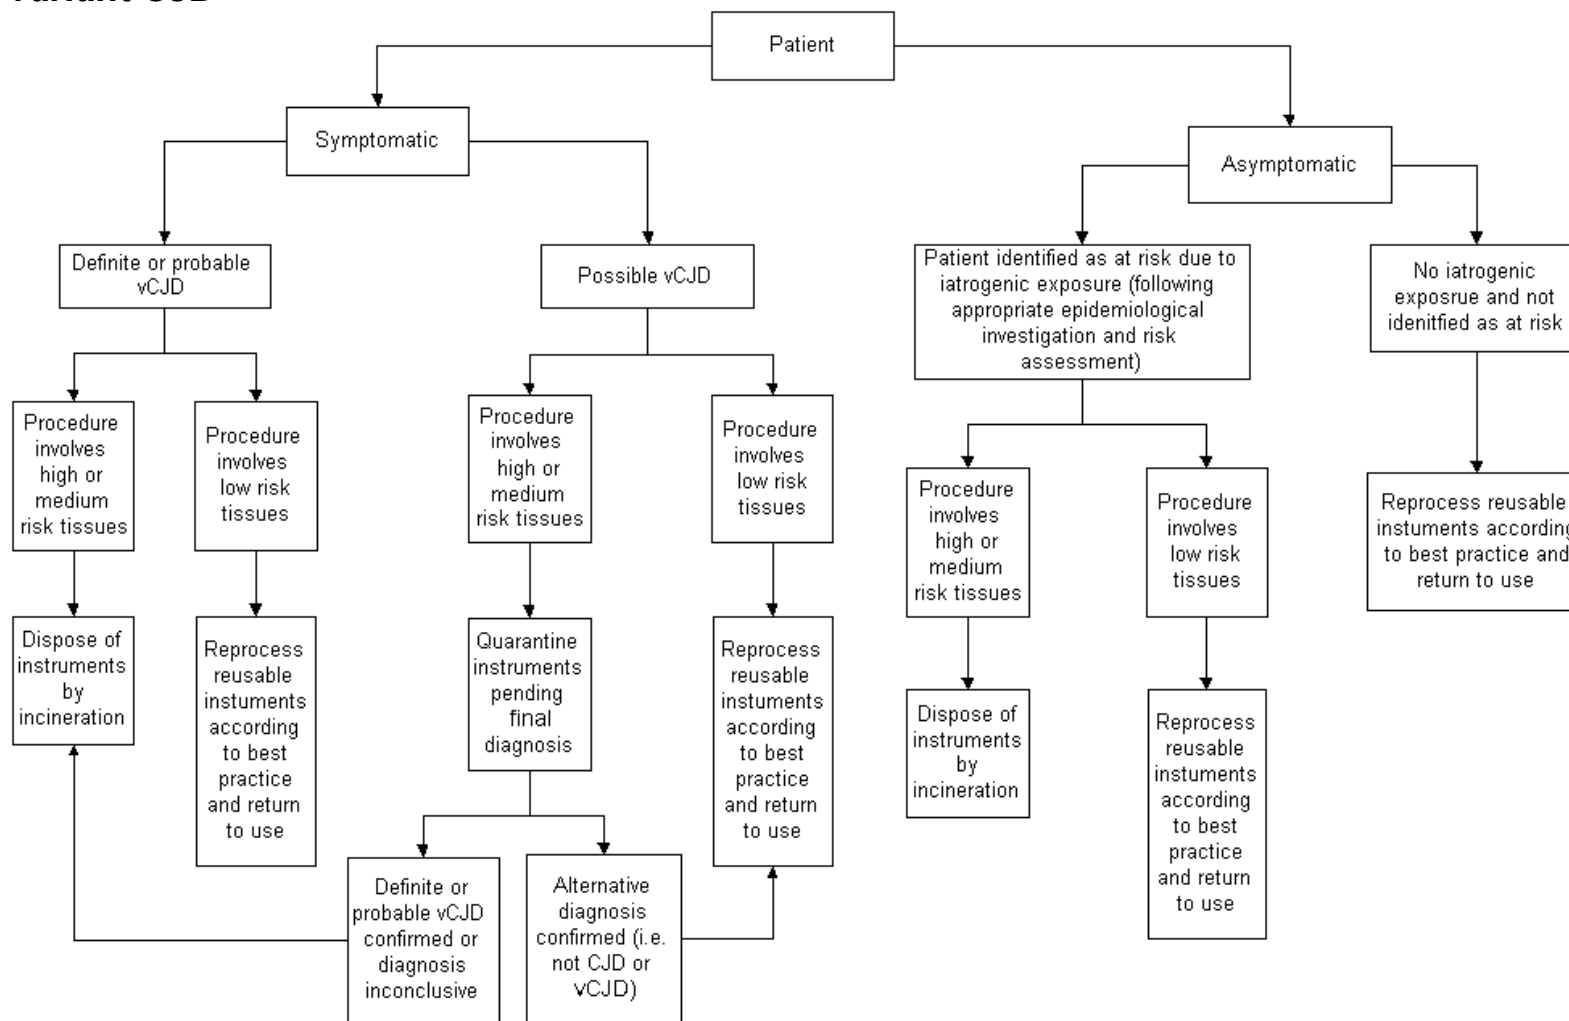 Variant CJD
Patient
Symptomatic
Asymptomatic
Definite or probable
vCJD
Possible vCJD
Patient identified as at risk due to
iatrogenic exposure (following
appropriate epidemiological
investigation and risk
assessment)
No iatrogenic
exposrue and not
idenitfied as at risk
Procedure
involves
high or
medium
risk tissues
Procedure
involves
low risk
tissues
Procedure
involves
high or
medium
risk tissues
Procedure
involves
low risk
tissues
Procedure
involves
high or
medium
risk tissues
Procedure
involves
low risk
tissues
Reprocess reusable
instuments according
to best practice and
return to use
Dispose of
instruments
by
incineration
Reprocess
reusable
instuments
according
to best
practice
and return
to use
Quarantine
instruments
pending
final
diagnosis
Reprocess
reusable
instuments
according
to best
practice
and return
to use
Dispose of
instruments
by
incineration
Reprocess
reusable
instuments
according
to best
practice
and return
to use
Definite or
probable vCJD
confirmed or
diagnosis
inconclusive
Alternative
diagnosis
confirmed (i.e.
not CJD or
vCJD)